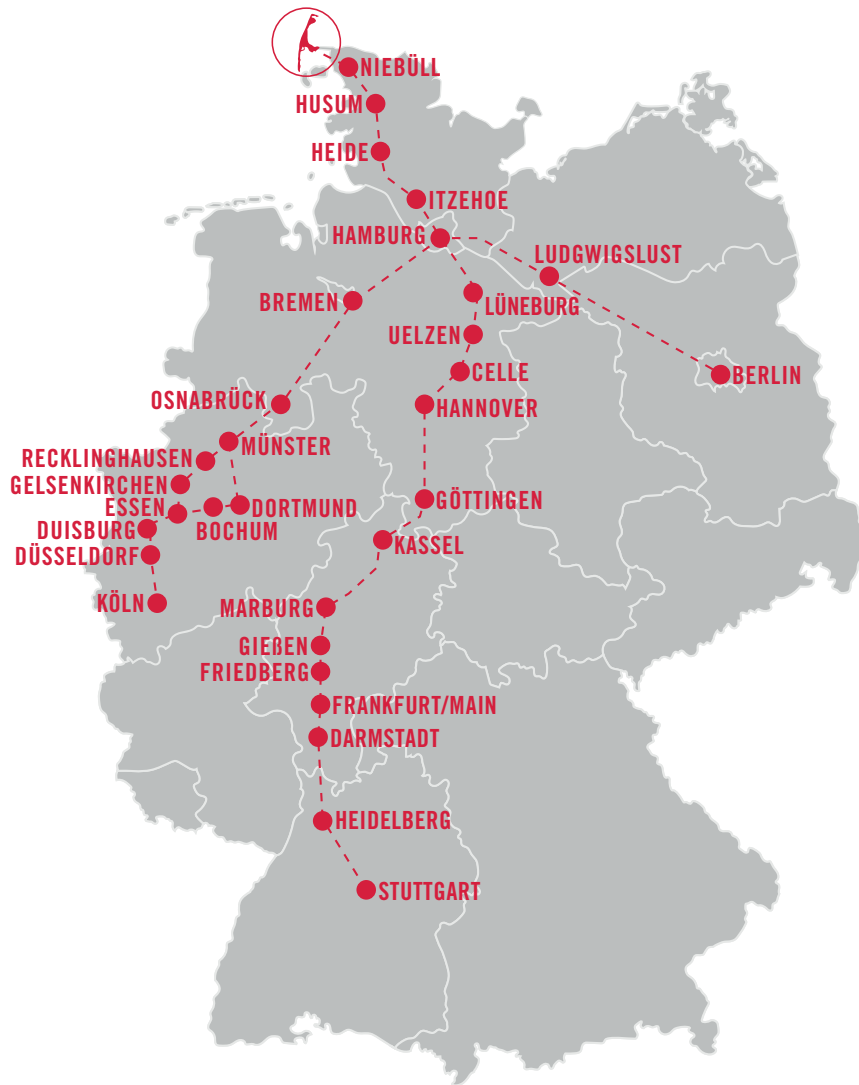 NIEBÜLL
HUSUM
HEIDE
ITZEHOE
HAMBURG
LUDGWIGSLUST
BREMEN
LÜNEBURG
UELZEN
CELLE
BERLIN
OSNABRÜCK
HANNOVER
MÜNSTER
RECKLINGHAUSEN
GELSENKIRCHEN
GÖTTINGEN
ESSEN
DORTMUND
DUISBURG
BOCHUM
KASSEL
DÜSSELDORF
KÖLN
MARBURG
GIEßEN
FRIEDBERG
FRANKFURT/MAIN
DARMSTADT
HEIDELBERG
STUTTGART